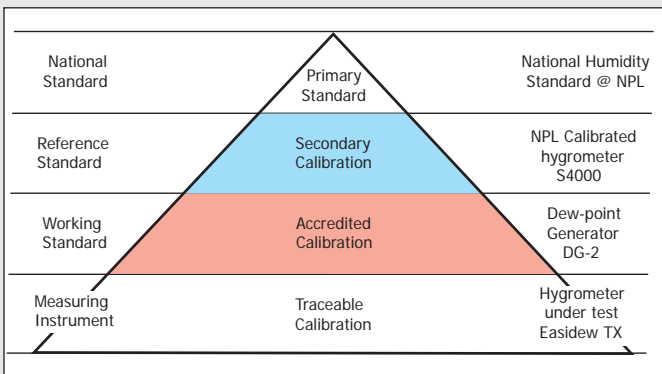 National
Standard
Primary
Standard
National Humidity
Standard @ NPL
Reference
Standard
Secondary
Calibration
NPL Calibrated
hygrometer
S4000
Working
Standard
Accredited
Calibration
Dew-point
Generator
DG-2
Measuring
Instrument
Traceable
Calibration
Hygrometer
under test
Easidew TX